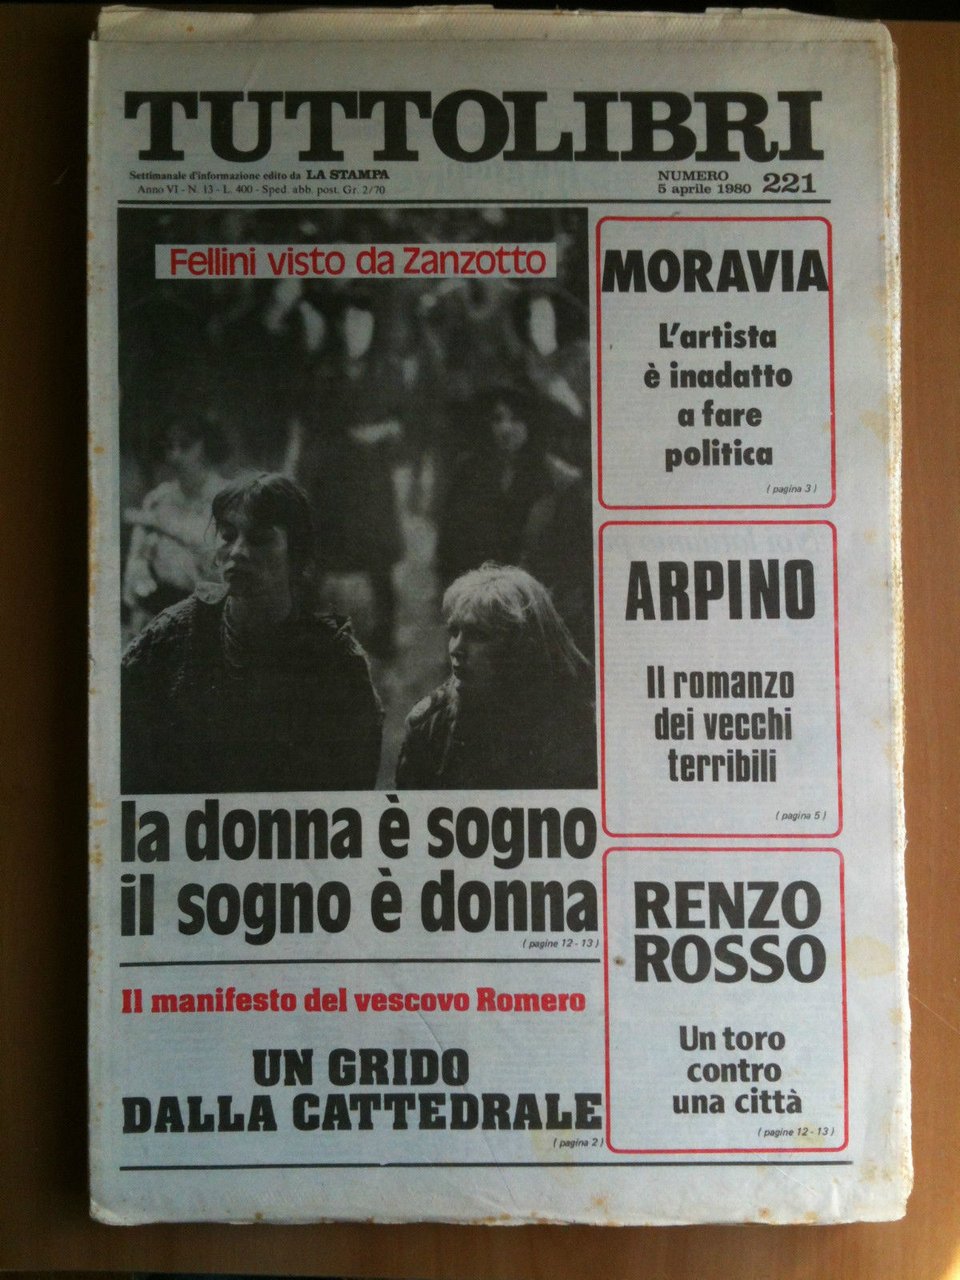 TUTTOLIBRI
Settimanale d'informazione edito da LA STAMPA
Anno VI - N. 13 - L. 400 - Sped. abb. post. Gr. 2/70
NUMERO
5 aprile 1980 221
Fellini visto da Zanzotto
la donna è sogno
il sogno è donna
( pagine 12 - 13 )
Il manifesto del vescovo Romero
UN GRIDO
DALLA CATTEDRALE
( pagina 2 )
MORAVIA
L'artista
è inadatto
a fare
politica
( pagina 3 )
ARPINO
Il romanzo
dei vecchi
terribili
( pagina 5 )
RENZO
ROSSO
Un toro
contro
una città
( pagine 12 - 13 )